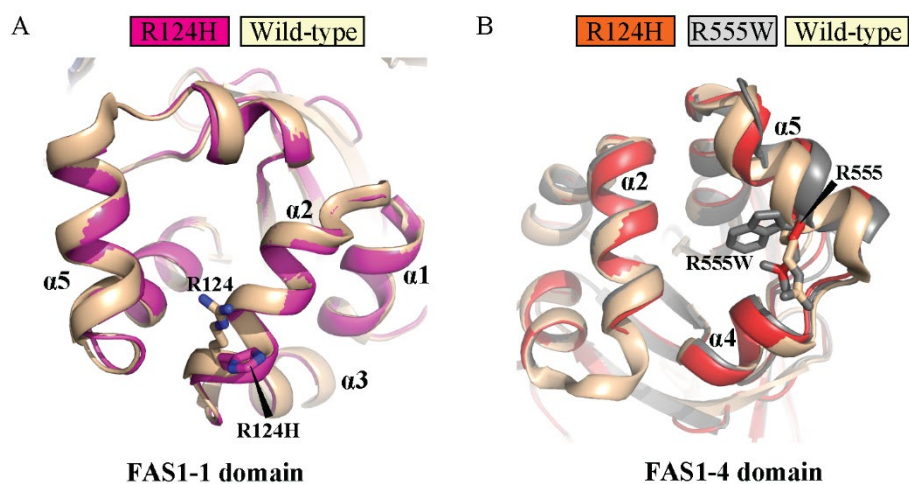 A
R124H Wild-type
α2
α5
R124
α1
α3
R124H
FAS1-1 domain
B
R124H R555W Wild-type
α5
α2
R555
R555W
α4
FAS1-4 domain